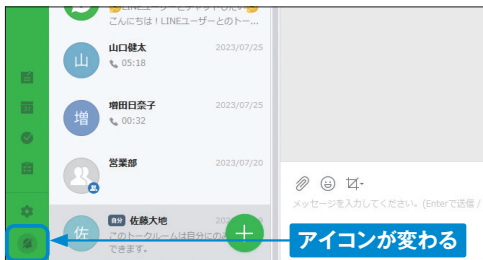 こんにちは！LINEユーザーとのトー...
山
山口健太
2023/07/25
05:18
増
増田日奈子
2023/07/25
00:32
営業部
2023/07/20
佐
自分 佐藤大地
このトークルームは自分にのみ
できます。
メッセージを入力してください。(Enterで送信 /
アイコンが変わる